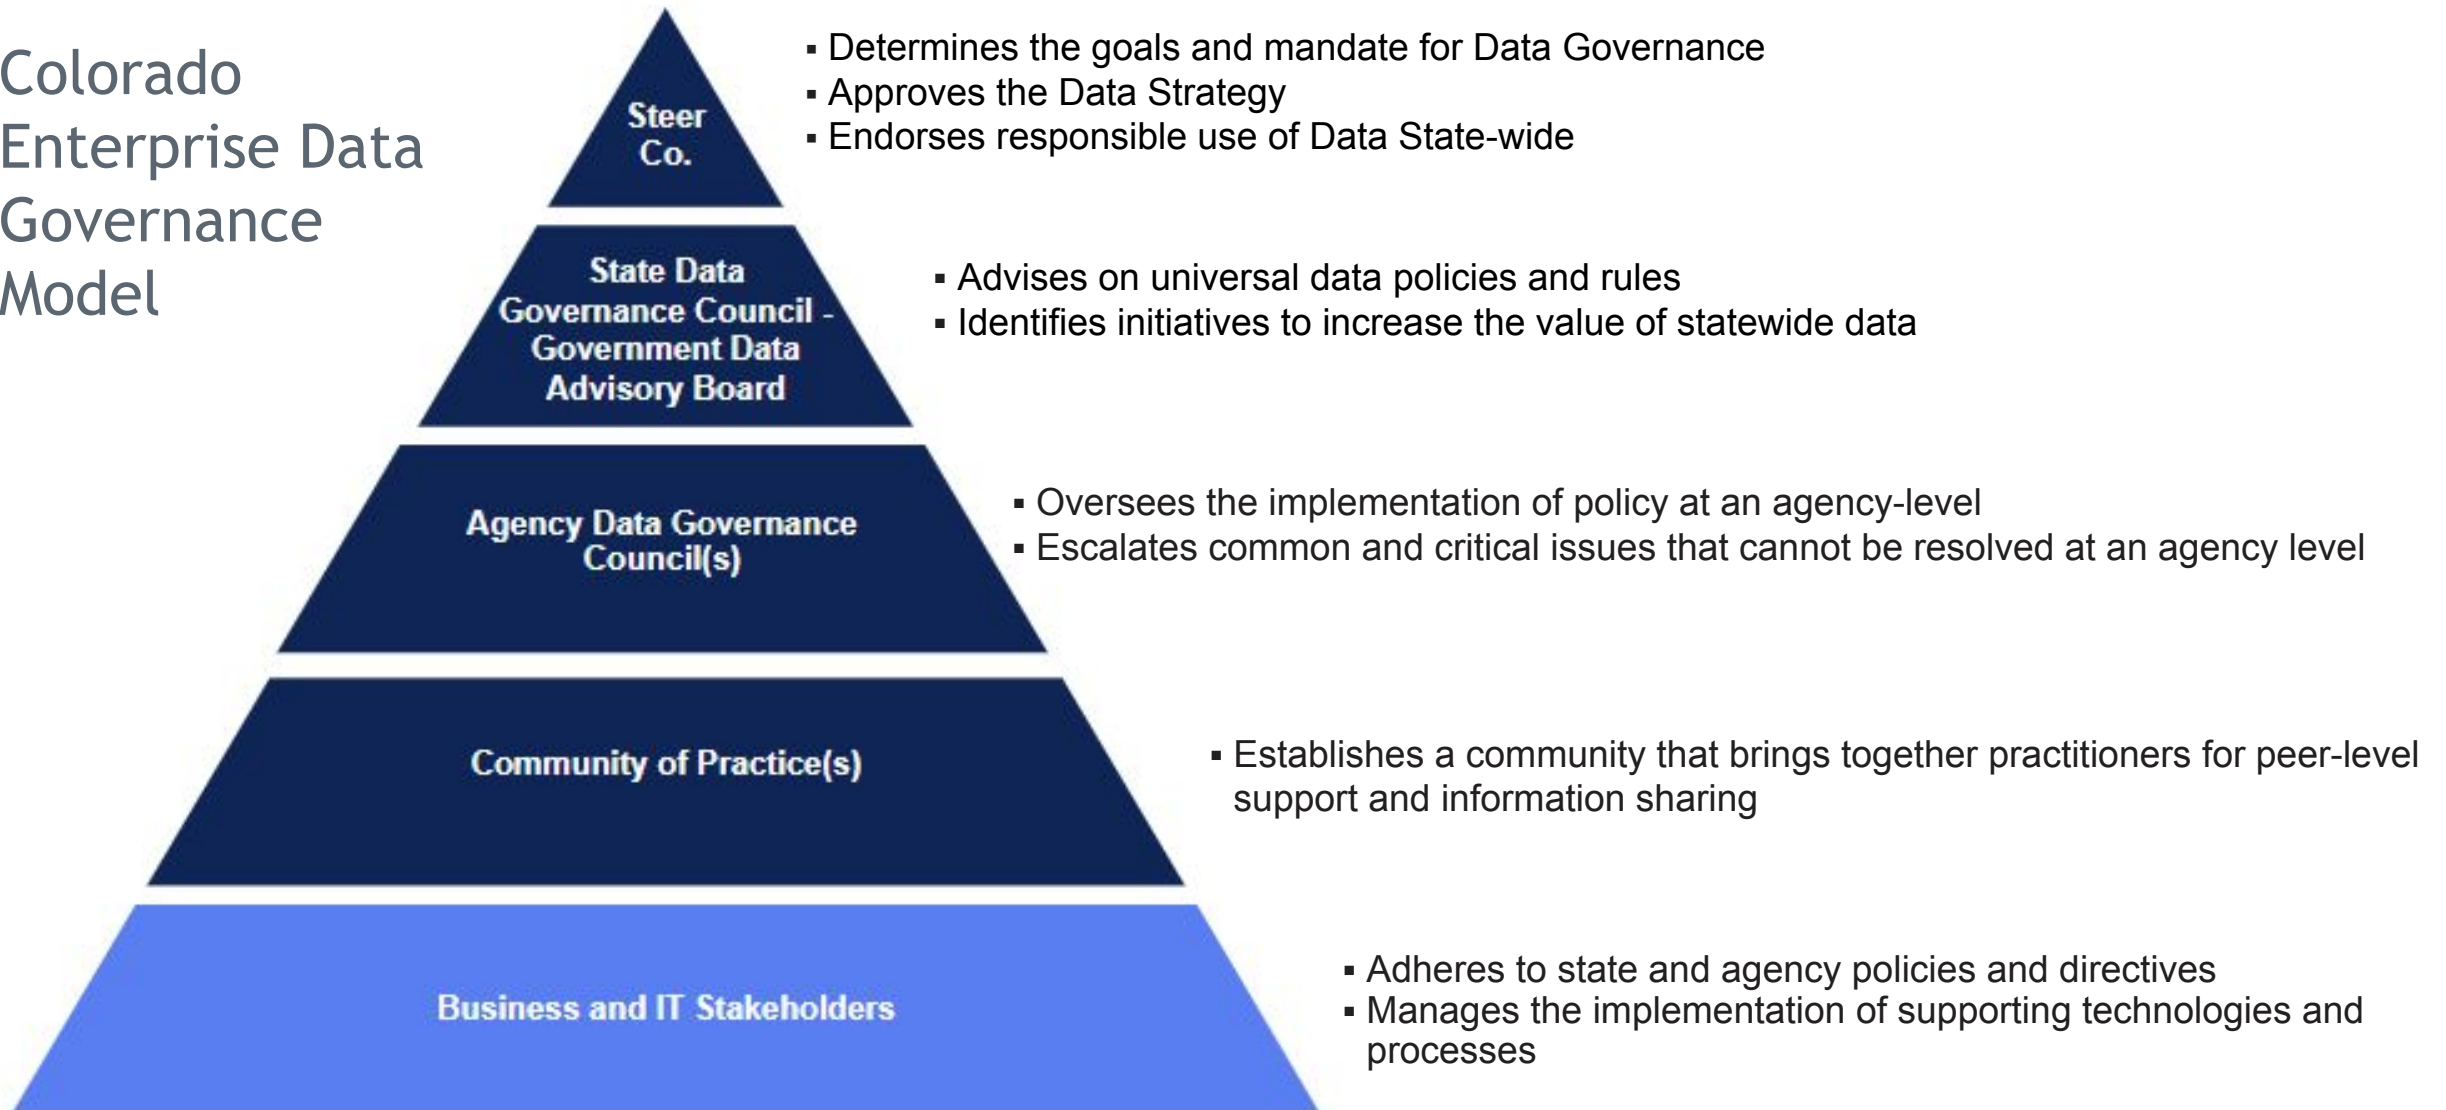 Colorado
Enterprise Data
Governance
Model
Steer
Co.
▪ Determines the goals and mandate for Data Governance
▪ Approves the Data Strategy
▪ Endorses responsible use of Data State-wide
State Data
Governance Council -
Government Data
Advisory Board
▪ Advises on universal data policies and rules
▪ Identifies initiatives to increase the value of statewide data
Agency Data Governance
Council(s)
▪ Oversees the implementation of policy at an agency-level
▪ Escalates common and critical issues that cannot be resolved at an agency level
Community of Practice(s)
▪ Establishes a community that brings together practitioners for peer-level
support and information sharing
Business and IT Stakeholders
▪ Adheres to state and agency policies and directives
▪ Manages the implementation of supporting technologies and
processes